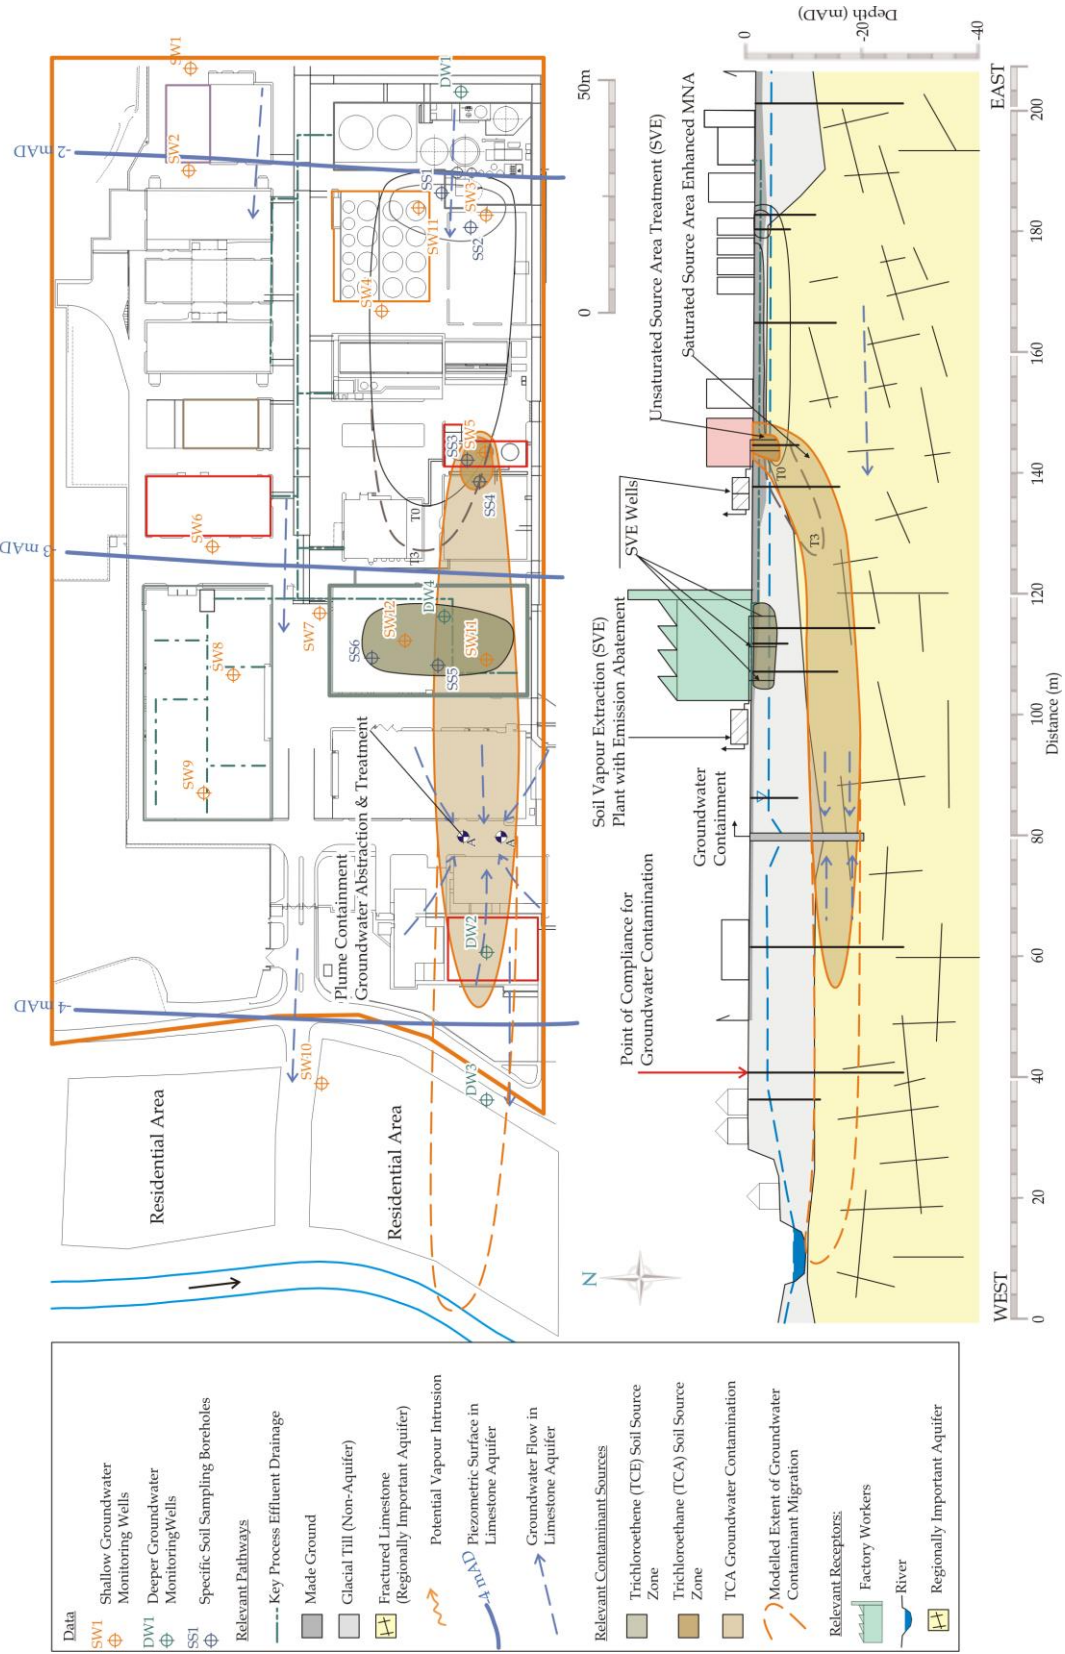 Data
SW1
Shallow Groundwater
Monitoring Wells
DW1
Deeper Groundwater
MonitoringWells
SS1
Specific Soil Sampling Boreholes
Relevant Pathways
Key Process Effluent Drainage
Made Ground
Glacial Till (Non-Aquifer)
Fractured Limestone
(Regionally Important Aquifer)
Potential Vapour Intrusion
-4 mAD
Piezometric Surface in
Limestone Aquifer
Groundwater Flow in
Limestone Aquifer
Relevant Contaminant Sources
Trichloroethene (TCE) Soil Source
Zone
Trichloroethane (TCA) Soil Source
Zone
TCA Groundwater Contamination
Modelled Extent of Groundwater
Contaminant Migration
Relevant Receptors:
Factory Workers
River
Regionally Important Aquifer
Residential Area
Residential Area
-4 mAD
-3 mAD
-2 mAD
SW10
DW3
DW2
Plume Containment
Groundwater Abstraction & Treatment
A
A
SW9
SW8
SW7
SW6
SS6
SW12
DW4
SS5
SW11
T3
T0
SS3
SW5
SS4
SW4
SW11
SS1
SW3
SS2
SW2
SW1
DW1
N
0
50m
Point of Compliance for
Groundwater Contamination
Groundwater
Containment
Soil Vapour Extraction (SVE)
Plant with Emission Abatement
SVE Wells
Unsaturated Source Area Treatment (SVE)
Saturated Source Area Enhanced MNA
T0
T3
0
-20
-40
Depth (mAD)
WEST
EAST
0
20
40
60
80
100
120
140
160
180
200
Distance (m)